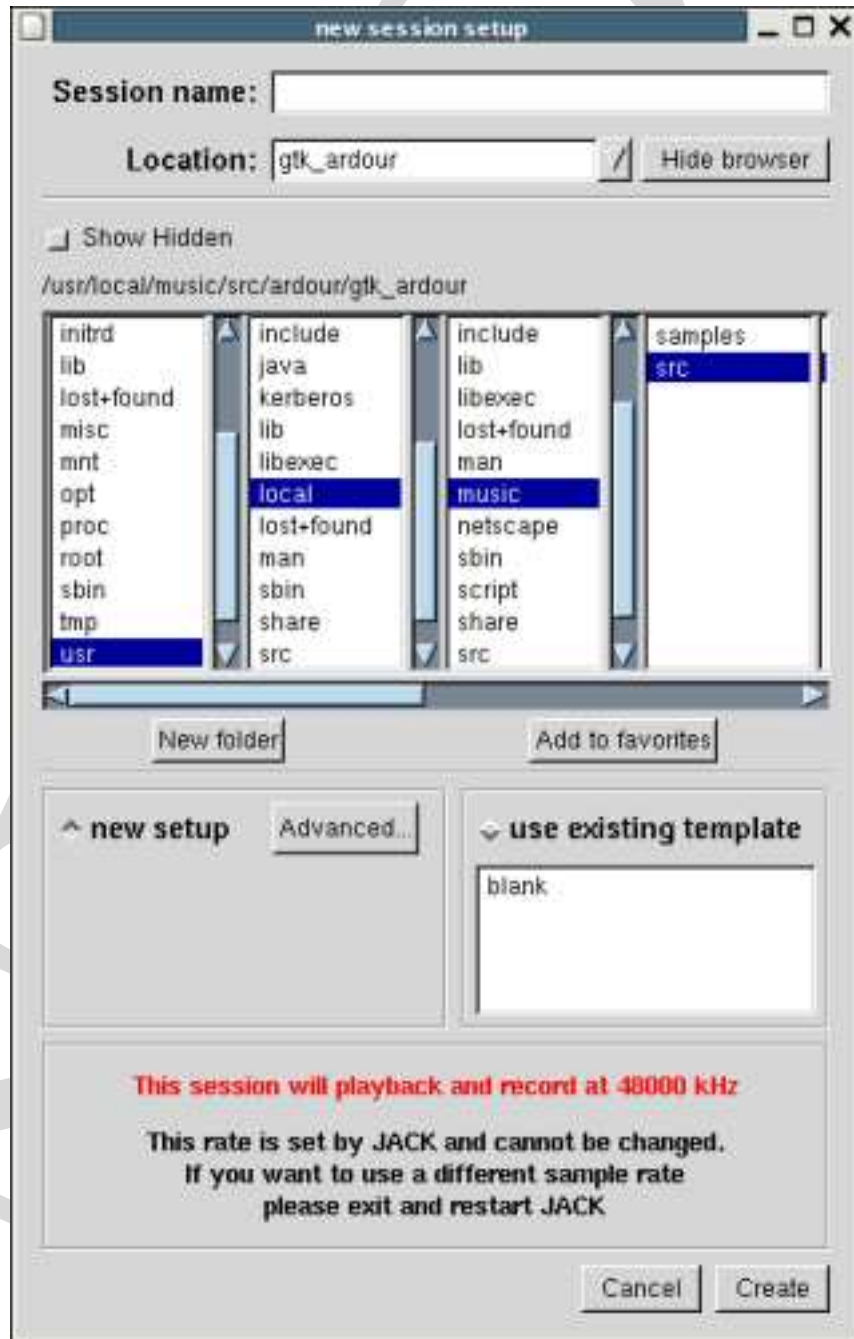 new session setup
Session name:
Location: gtk_ardour / Hide browser
Show Hidden
/usr/local/music/src/ardour/gtk_ardour
initrd
lib
lost+found
misc
mnt
opt
proc
root
sbin
tmp
usr
include
java
kerberos
lib
libexec
local
lost+found
man
sbin
share
src
include
lib
libexec
lost+found
man
music
netscape
sbin
script
share
src
samples
src
New folder Add to favorites
new setup Advanced...
use existing template
blank
This session will playback and record at 48000 kHz
This rate is set by JACK and cannot be changed.
If you want to use a different sample rate
please exit and restart JACK
Cancel Create